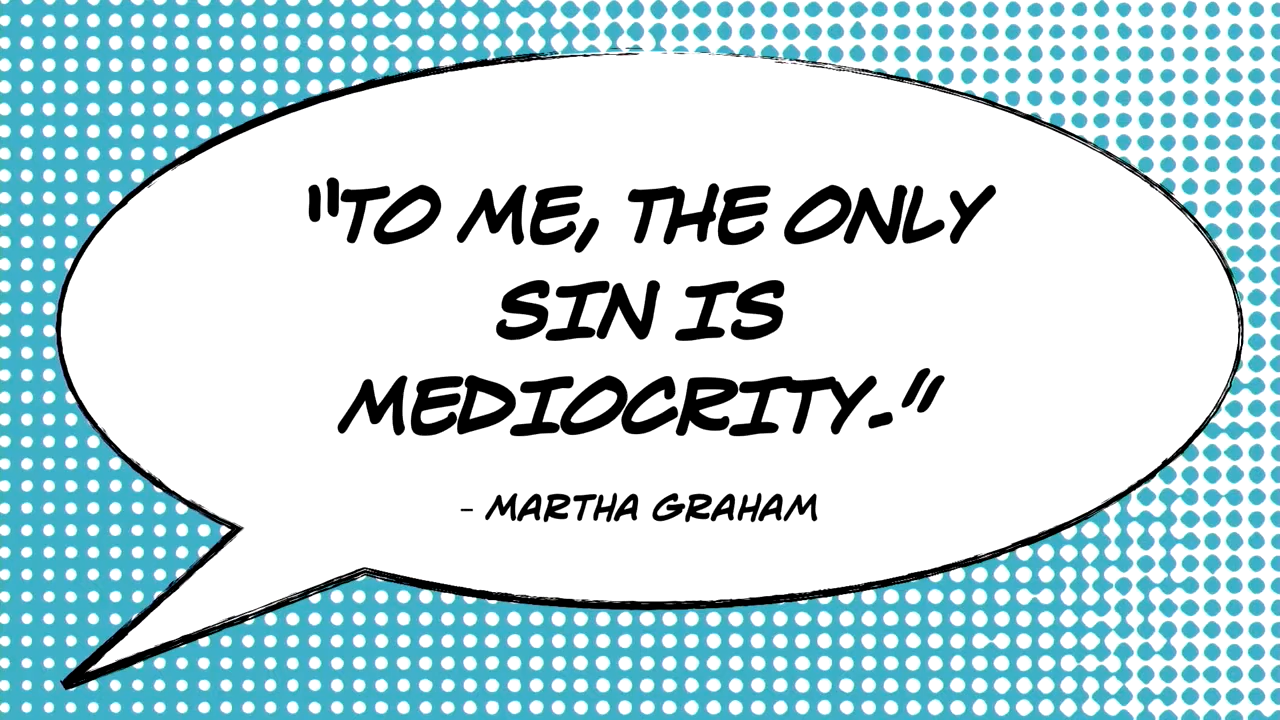 "TO ME, THE ONLY
SIN IS
MEDIOCRITY."
- MARTHA GRAHAM